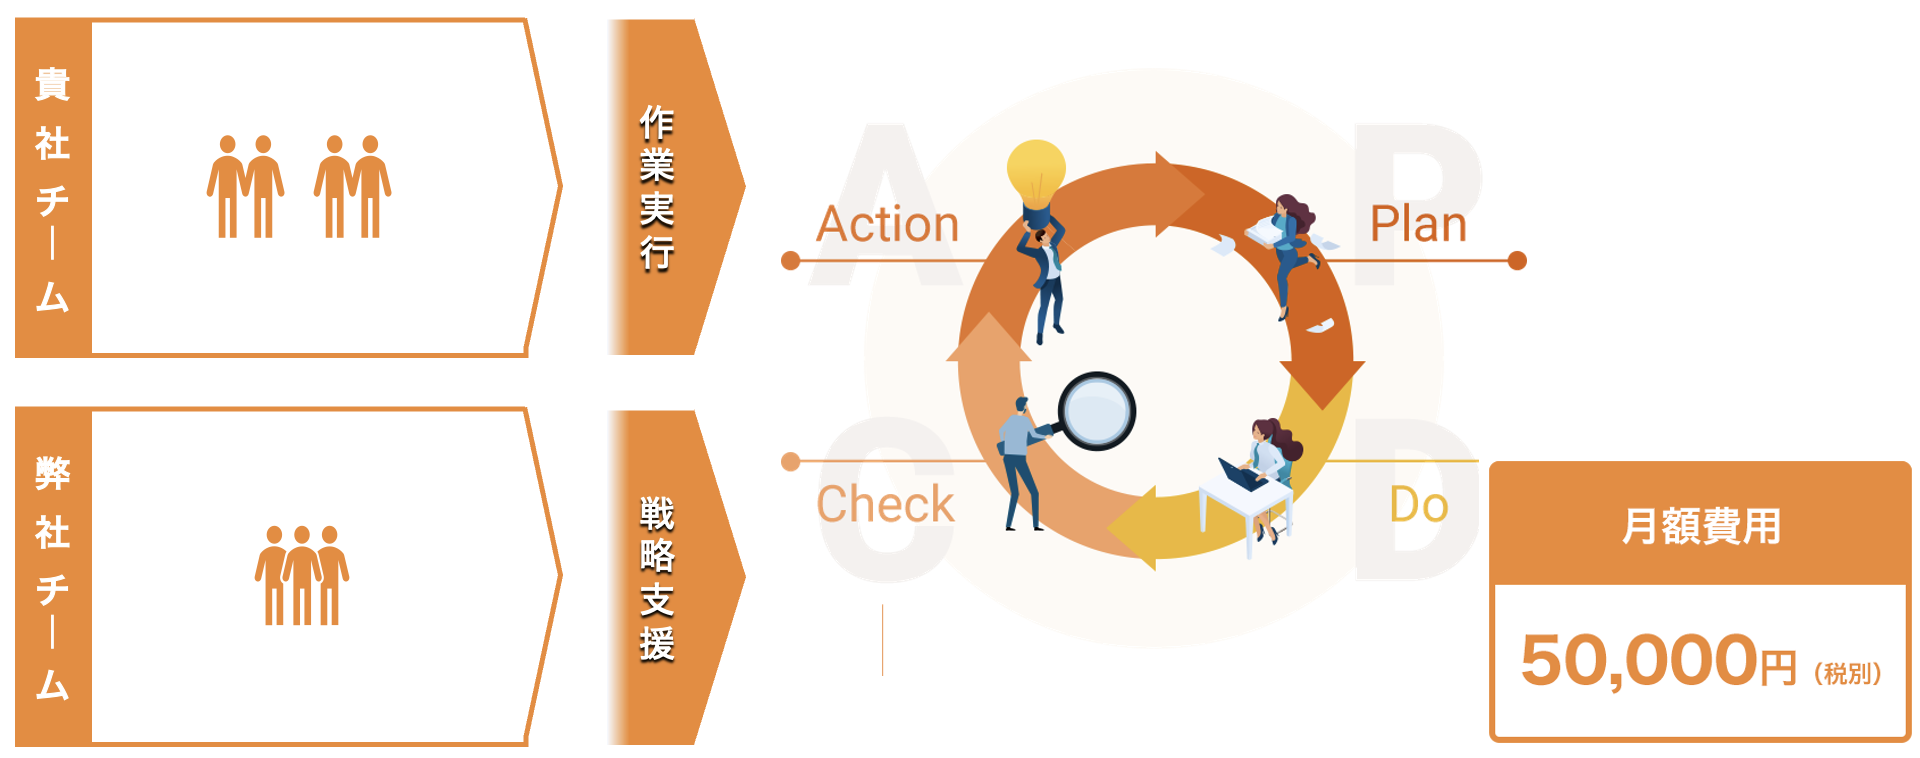 貴社チーム
作業実行
A
P
Action
Plan
弊社チーム
戦略支援
C
D
Check
Do
月額費用
50,000円（税別）